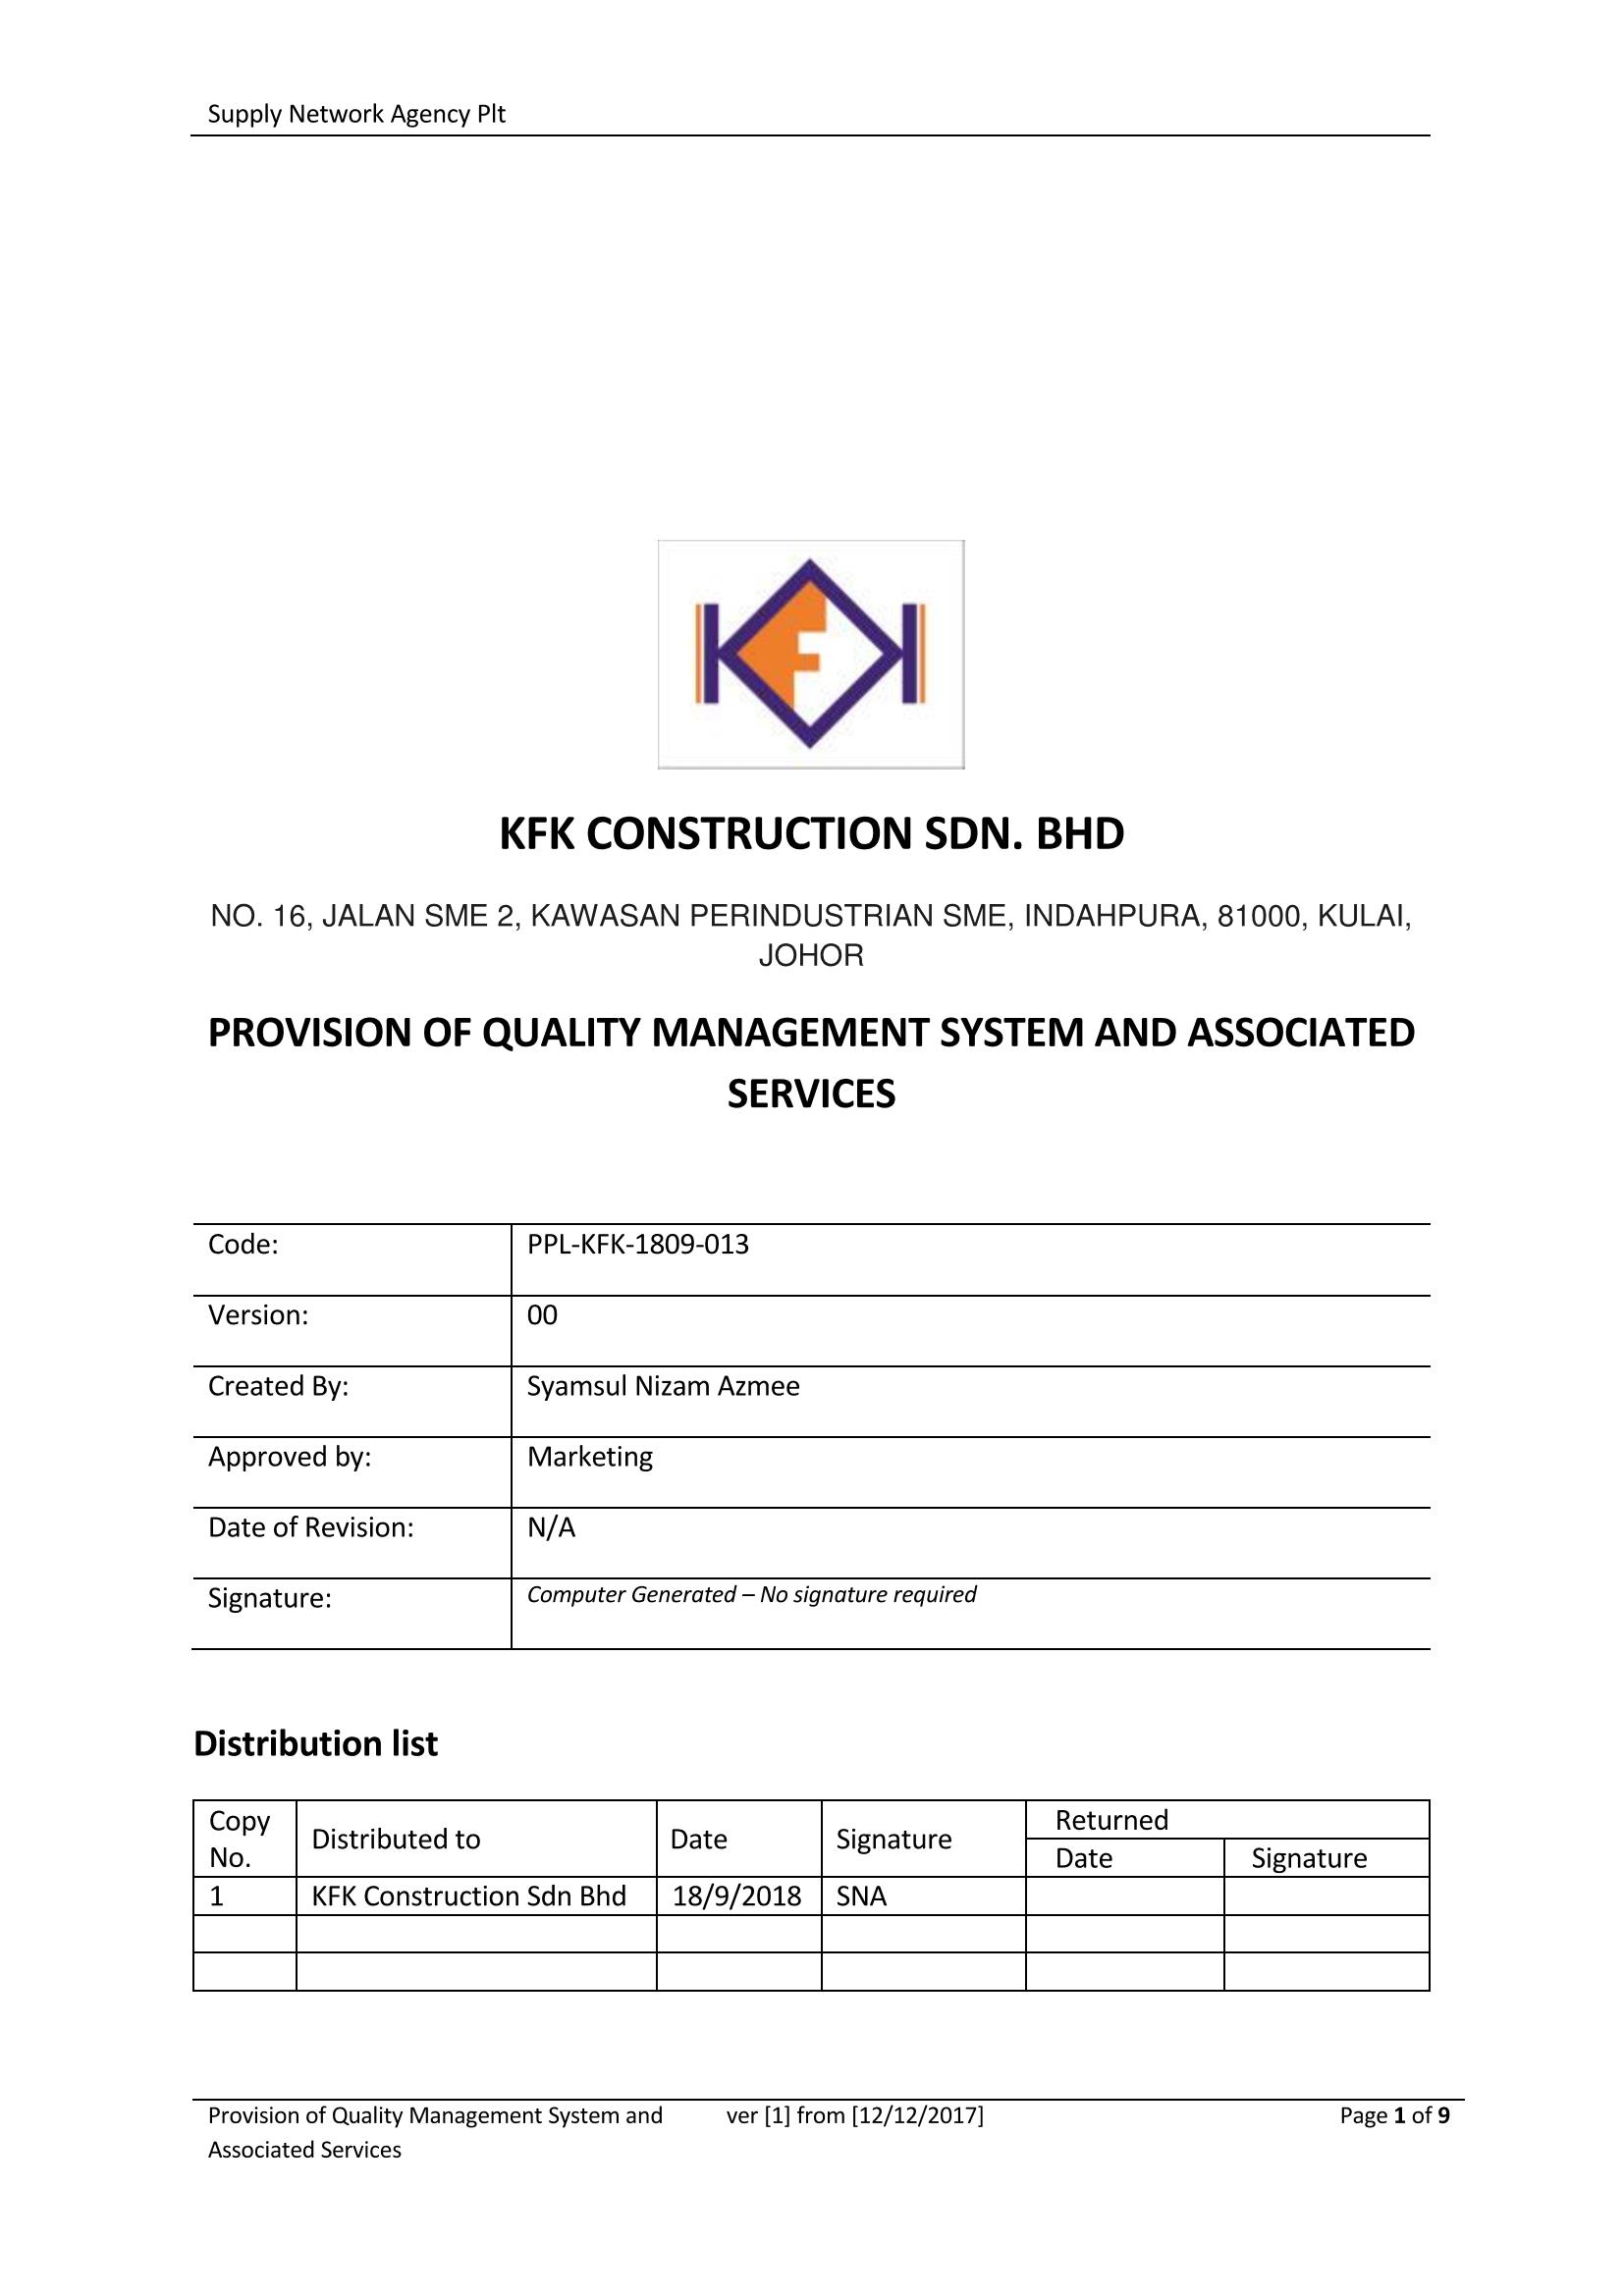 Supply Network Agency Plt
KFK
KFK CONSTRUCTION SDN. BHD
NO. 16, JALAN SME 2, KAWASAN PERINDUSTRIAN SME, INDAHPURA, 81000, KULAI,
JOHOR
PROVISION OF QUALITY MANAGEMENT SYSTEM AND ASSOCIATED
SERVICES
Code: PPL-KFK-1809-013
Version: 00
Created By: Syamsul Nizam Azmee
Approved by: Marketing
Date of Revision: N/A
Signature: Computer Generated – No signature required
Distribution list
Copy No. Distributed to Date Signature Returned
Date Signature
1 KFK Construction Sdn Bhd 18/9/2018 SNA
Provision of Quality Management System and ver [1] from [12/12/2017] Page 1 of 9
Associated Services